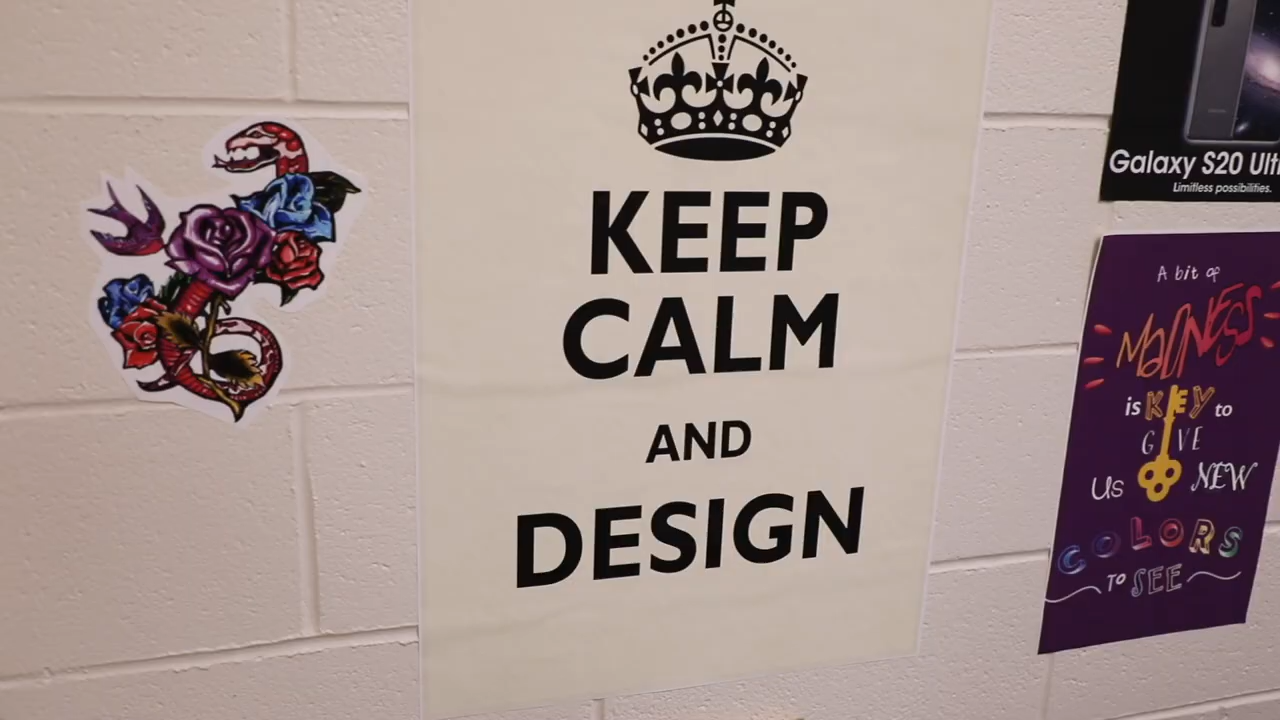 KEEP
CALM
AND
DESIGN
Galaxy S20
Limitless possibilities.
A bit of
MADNESS
is KEY to
GIVE
Us NEW
COLORS
TO SEE